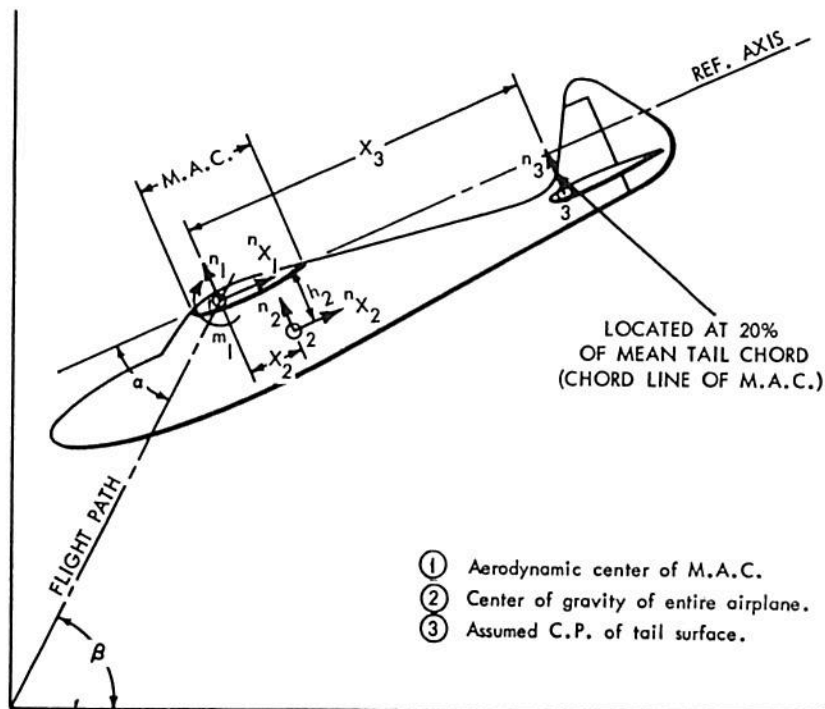 REF. AXIS
X3
M.A.C.
n3
3
n1
nX1
1
m1
h2
n2
nX2
2
X2
α
LOCATED AT 20%
OF MEAN TAIL CHORD
(CHORD LINE OF M.A.C.)
FLIGHT PATH
β
1 Aerodynamic center of M.A.C.
2 Center of gravity of entire airplane.
3 Assumed C.P. of tail surface.